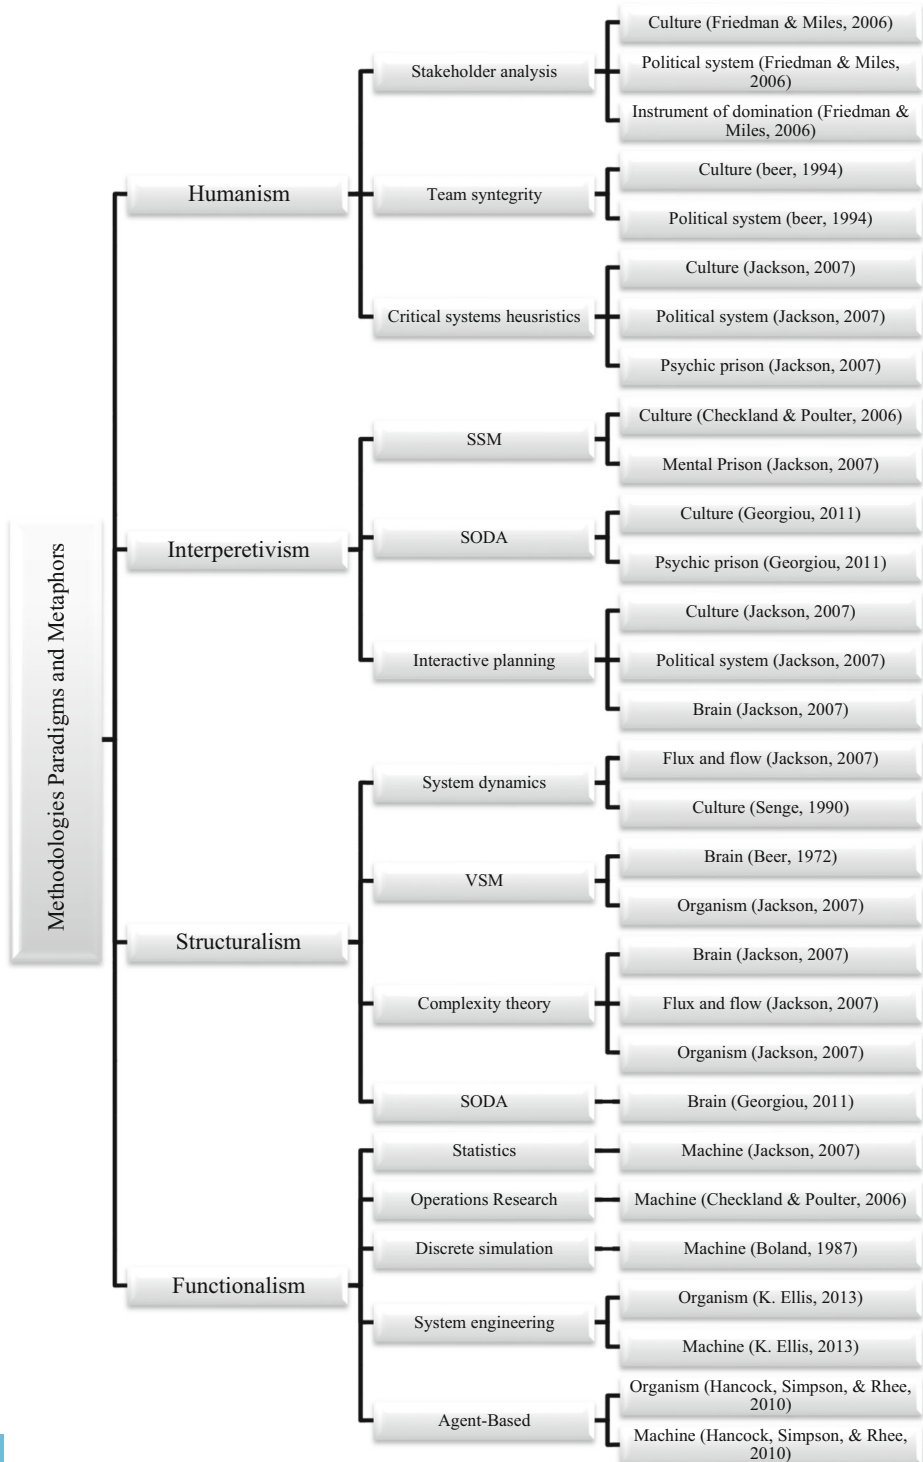 Methodologies Paradigms and Metaphors
Humanism
Stakeholder analysis
Culture (Friedman & Miles, 2006)
Political system (Friedman & Miles,
2006)
Instrument of domination (Friedman &
Miles, 2006)
Team syntegrity
Culture (beer, 1994)
Political system (beer, 1994)
Critical systems heusristics
Culture (Jackson, 2007)
Political system (Jackson, 2007)
Psychic prison (Jackson, 2007)
Interperetivism
SSM
Culture (Checkland & Poulter, 2006)
Mental Prison (Jackson, 2007)
SODA
Culture (Georgiou, 2011)
Psychic prison (Georgiou, 2011)
Interactive planning
Culture (Jackson, 2007)
Political system (Jackson, 2007)
Brain (Jackson, 2007)
Structuralism
System dynamics
Flux and flow (Jackson, 2007)
Culture (Senge, 1990)
VSM
Brain (Beer, 1972)
Organism (Jackson, 2007)
Complexity theory
Brain (Jackson, 2007)
Flux and flow (Jackson, 2007)
Organism (Jackson, 2007)
SODA
Brain (Georgiou, 2011)
Functionalism
Statistics
Machine (Jackson, 2007)
Operations Research
Machine (Checkland & Poulter, 2006)
Discrete simulation
Machine (Boland, 1987)
System engineering
Organism (K. Ellis, 2013)
Machine (K. Ellis, 2013)
Agent-Based
Organism (Hancock, Simpson, & Rhee,
2010)
Machine (Hancock, Simpson, & Rhee,
2010)